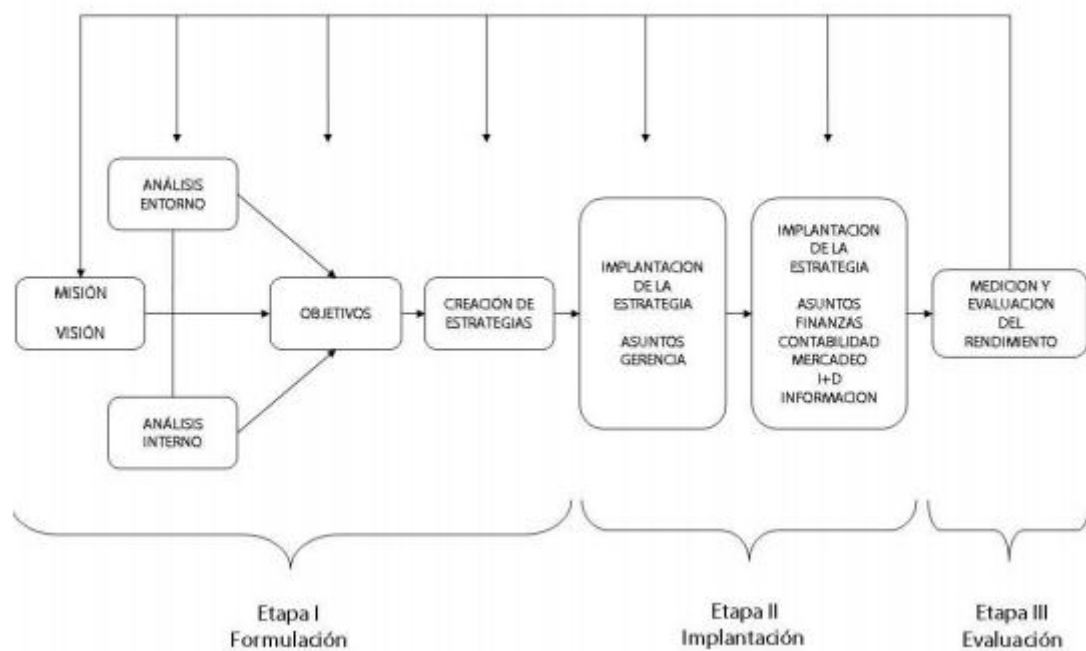 ANÁLISIS
ENTORNO
MISIÓN
VISIÓN
ANÁLISIS
INTERNO
OBJETIVOS
CREACIÓN DE
ESTRATEGIAS
IMPLANTACION
DE LA
ESTRATEGIA
ASUNTOS
GERENCIA
IMPLANTACION
DE LA
ESTRATEGIA
ASUNTOS
FINANZAS
CONTABILIDAD
MERCADEO
I+D
INFORMACION
MEDICION Y
EVALUACION
DEL
RENDIMIENTO
Etapa I
Formulación
Etapa II
Implantación
Etapa III
Evaluación